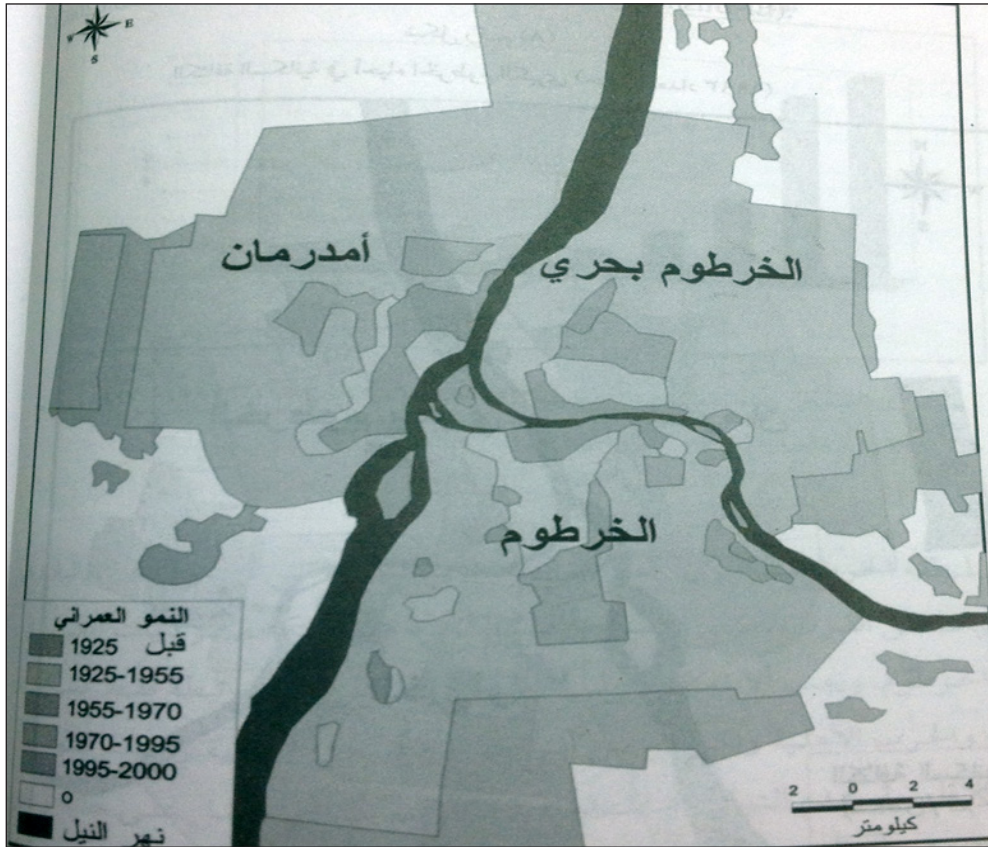 E
W
S
أمدرمان
الخرطوم بحري
الخرطوم
النمو العمراني
قبل 1925
1925-1955
1955-1970
1970-1995
1995-2000
0
نهر النيل
2 0 2 4
كيلومتر